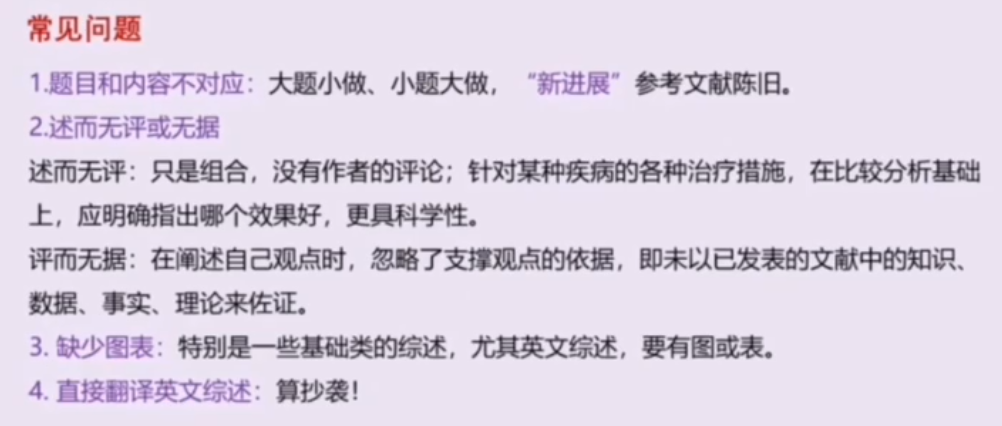 常见问题
1.题目和内容不对应：大题小做、小题大做，“新进展”参考文献陈旧。
2.述而无评或无据
述而无评：只是组合，没有作者的评论；针对某种疾病的各种治疗措施，在比较分析基础
上，应明确指出哪个效果好，更具科学性。
评而无据：在阐述自己观点时，忽略了支撑观点的依据，即未以已发表的文献中的知识、
数据、事实、理论来佐证。
3. 缺少图表：特别是一些基础类的综述，尤其英文综述，要有图或表。
4. 直接翻译英文综述：算抄袭！